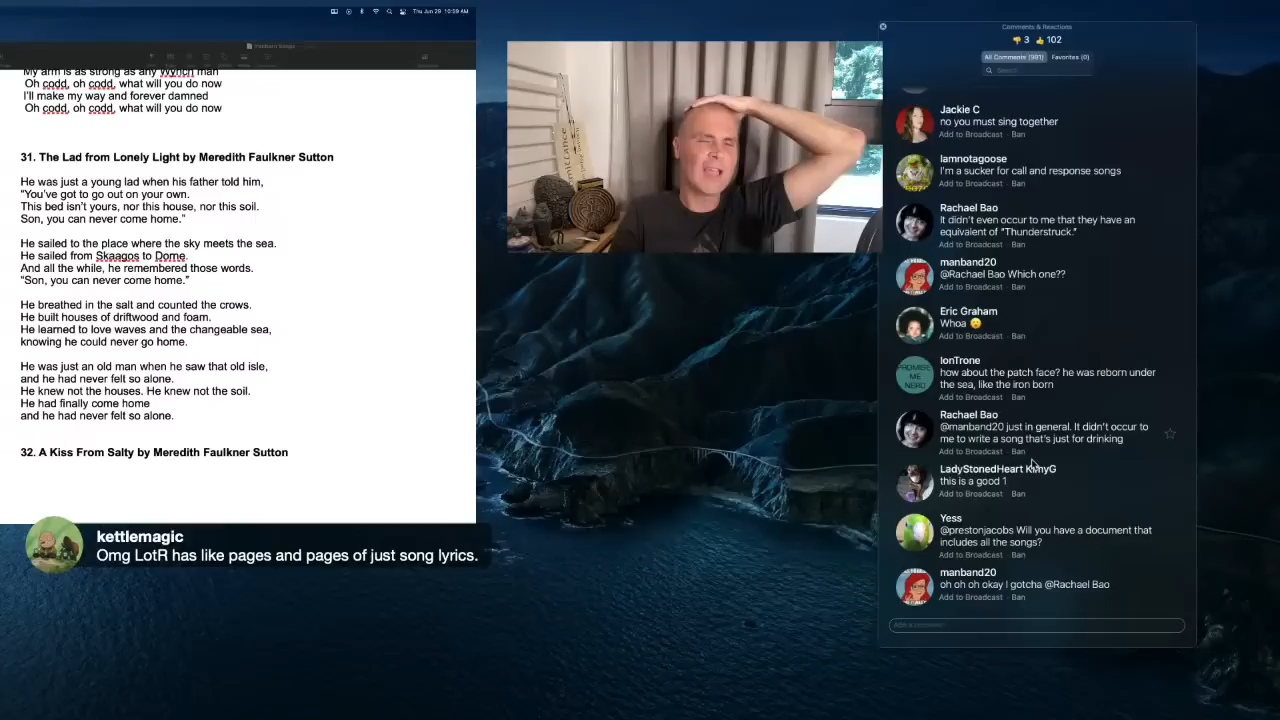 Thu Jun 29 10:59 AM
Faulkner Songs
My arm is as strong as any Wynch man
Oh codd, oh codd, what will you do now
I'll make my way and forever damned
Oh codd, oh codd, what will you do now
31. The Lad from Lonely Light by Meredith Faulkner Sutton
He was just a young lad when his father told him,
“You've got to go out on your own.
This bed isn't yours, nor this house, nor this soil.
Son, you can never come home.”
He sailed to the place where the sky meets the sea.
He sailed from Skaagos to Dorne.
And all the while, he remembered those words.
“Son, you can never come home.”
He breathed in the salt and counted the crows.
He built houses of driftwood and foam.
He learned to love waves and the changeable sea,
knowing he could never go home.
He was just an old man when he saw that old isle,
and he had never felt so alone.
He knew not the houses. He knew not the soil.
He had finally come home
and he had never felt so alone.
32. A Kiss From Salty by Meredith Faulkner Sutton
kettlemagic
Omg LotR has like pages and pages of just song lyrics.
Comments & Reactions
👎 3 👍 102
All Comments (991) Favorites (0)
Search
Jackie C
no you must sing together
Add to Broadcast · Ban
Iamnotagoose
I'm a sucker for call and response songs
Add to Broadcast · Ban
Rachael Bao
It didn't even occur to me that they have an
equivalent of "Thunderstruck."
Add to Broadcast · Ban
manband20
@Rachael Bao Which one??
Add to Broadcast · Ban
Eric Graham
Whoa 😯
Add to Broadcast · Ban
IonTrone
PROMISE
ME
NERD
how about the patch face? he was reborn under
the sea, like the iron born
Add to Broadcast · Ban
Rachael Bao
@manband20 just in general. It didn't occur to
me to write a song that's just for drinking
Add to Broadcast · Ban
LadyStonedHeart KimyG
this is a good 1
Add to Broadcast · Ban
Yess
@prestonjacobs Will you have a document that
includes all the songs?
Add to Broadcast · Ban
manband20
oh oh oh okay I gotcha @Rachael Bao
Add to Broadcast · Ban
Add a comment